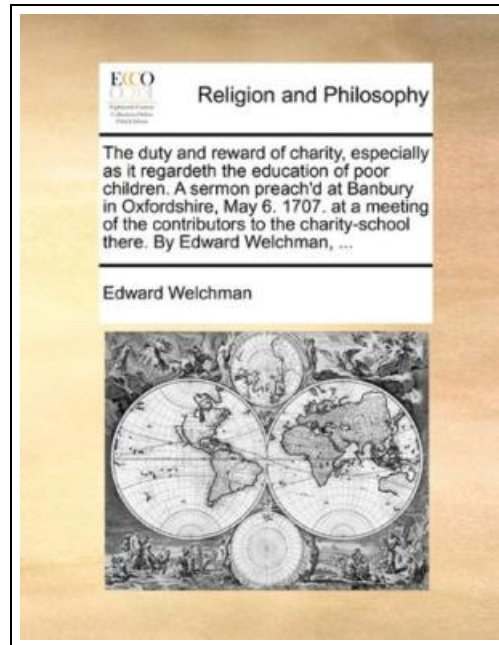 ECCO
Religion and Philosophy
The duty and reward of charity, especially
as it regardeth the education of poor
children. A sermon preach'd at Banbury
in Oxfordshire, May 6. 1707. at a meeting
of the contributors to the charity-school
there. By Edward Welchman, ...
Edward Welchman